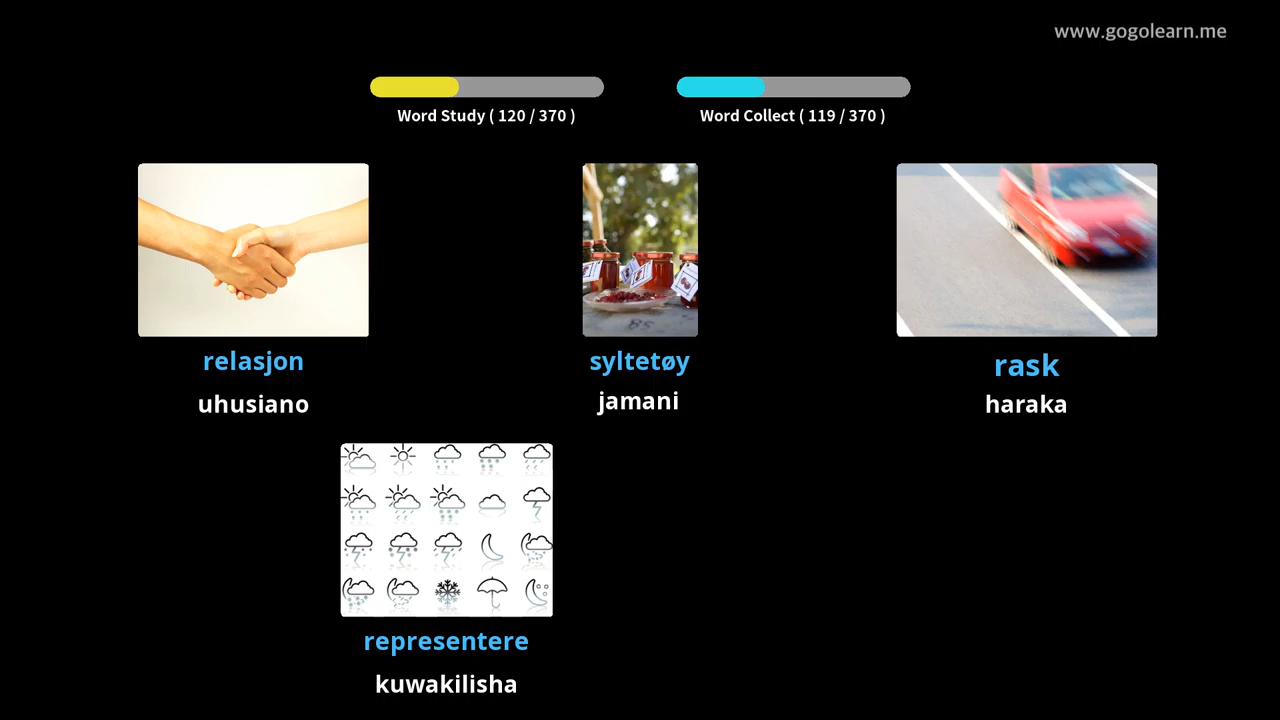 www.gogolearn.me
Word Study ( 120 / 370 )
Word Collect ( 119 / 370 )
relasjon
uhusiano
syltetøy
jamani
rask
haraka
representere
kuwakilisha